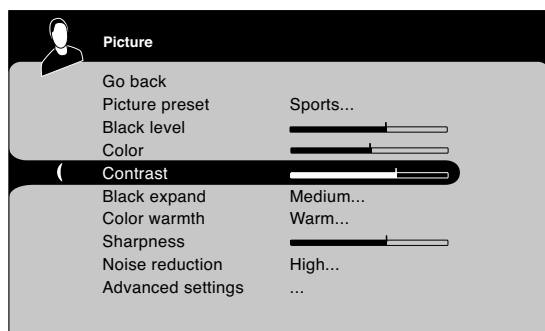 Picture
Go back
Picture preset Sports...
Black level
Color
Contrast
Black expand Medium...
Color warmth Warm...
Sharpness
Noise reduction High...
Advanced settings ...